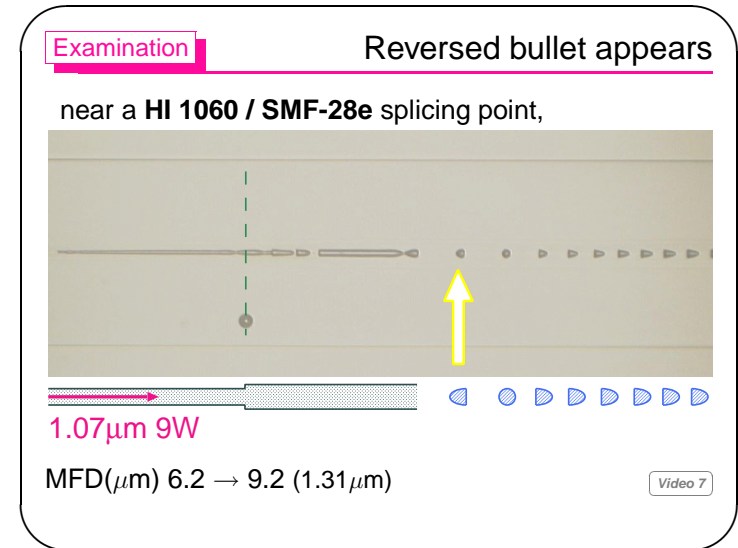 Examination
Reversed bullet appears
near a HI 1060 / SMF-28e splicing point,
1.07μm 9W
MFD(μm) 6.2 → 9.2 (1.31μm)
Video 7